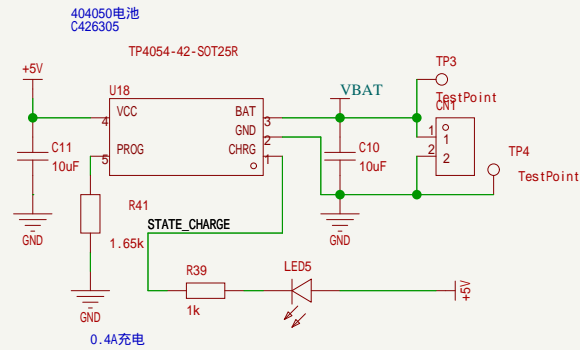 404050电池
C426305
TP4054-42-SOT25R
+5V
U18
VBAT
TP3
TestPoint
CN1
VCC
BAT
4
3
GND
2
PROG
CHRG
5
1
C11
10uF
C10
10uF
1
1
2
2
TP4
TestPoint
R41
1.65k
STATE_CHARGE
GND
GND
R39
1k
LED5
+5V
GND
0.4A充电